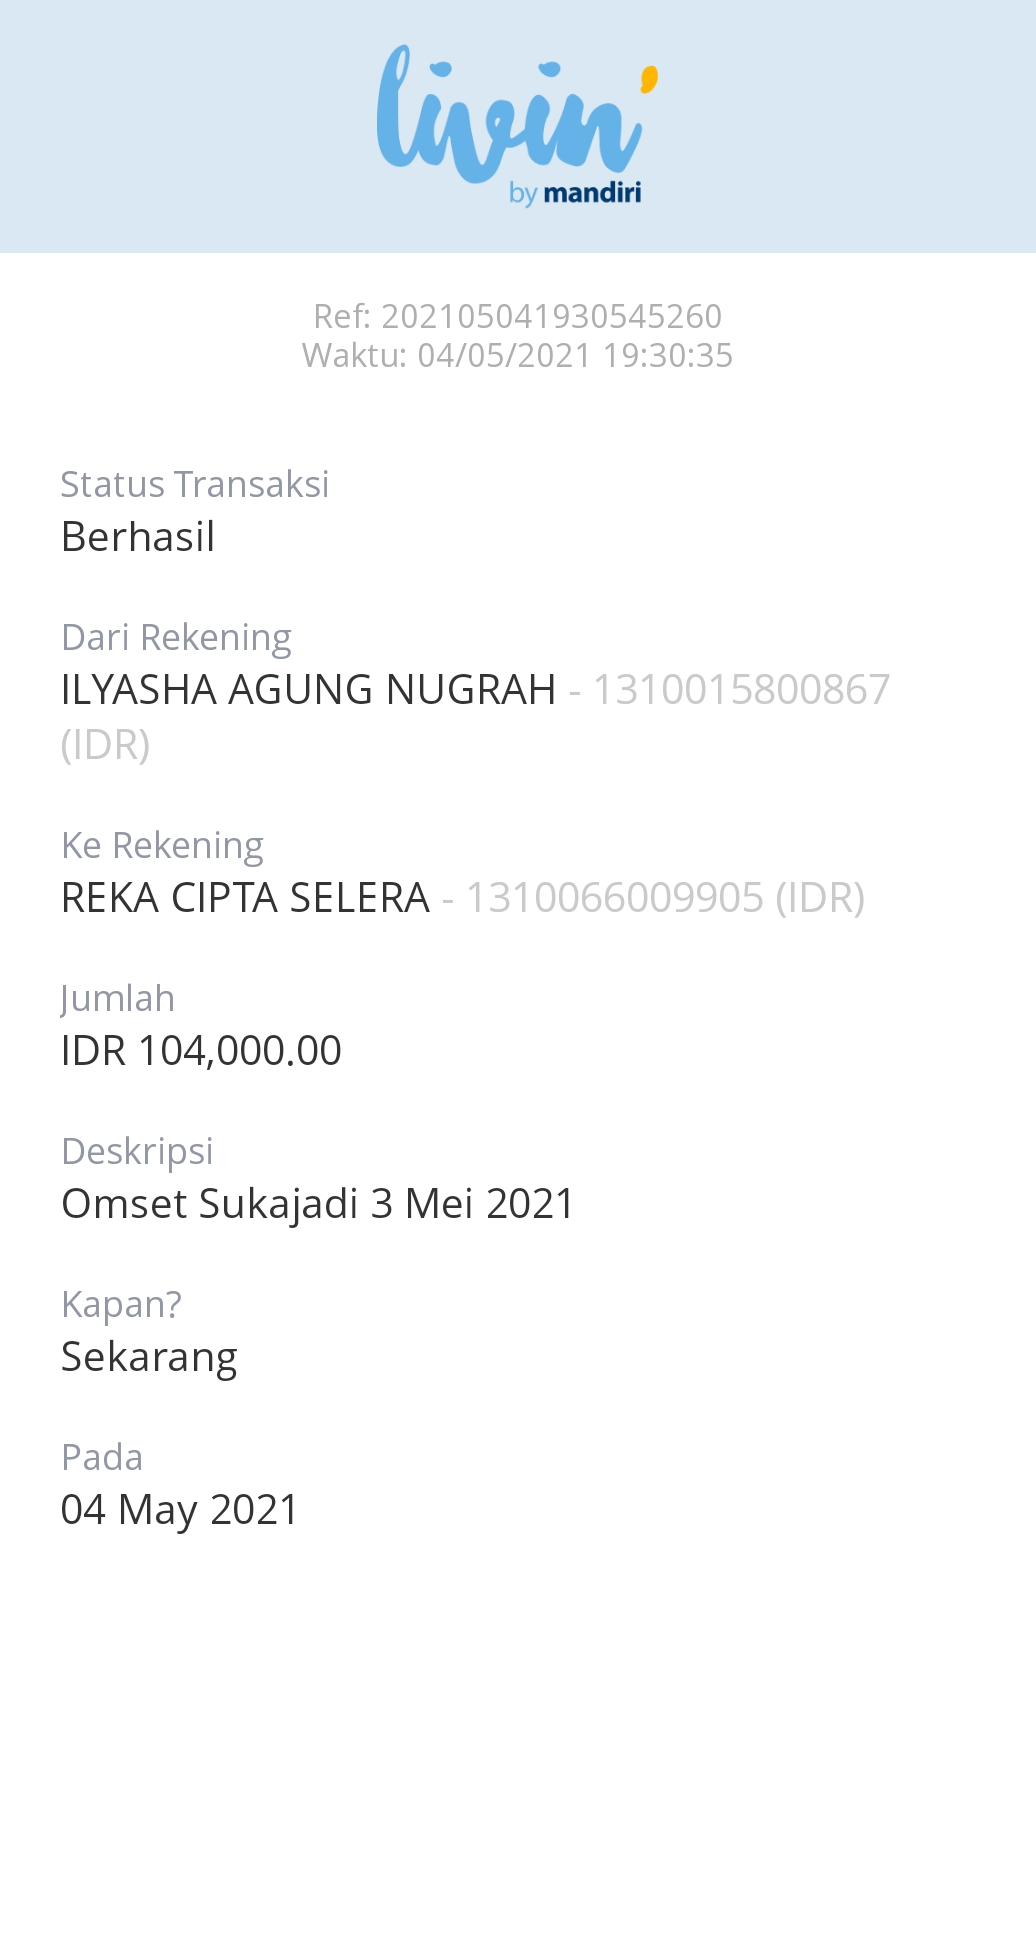 livin'
by mandiri
Ref: 202105041930545260
Waktu: 04/05/2021 19:30:35
Status Transaksi
Berhasil
Dari Rekening
ILYASHA AGUNG NUGRAH - 1310015800867
(IDR)
Ke Rekening
REKA CIPTA SELERA - 1310066009905 (IDR)
Jumlah
IDR 104,000.00
Deskripsi
Omset Sukajadi 3 Mei 2021
Kapan?
Sekarang
Pada
04 May 2021